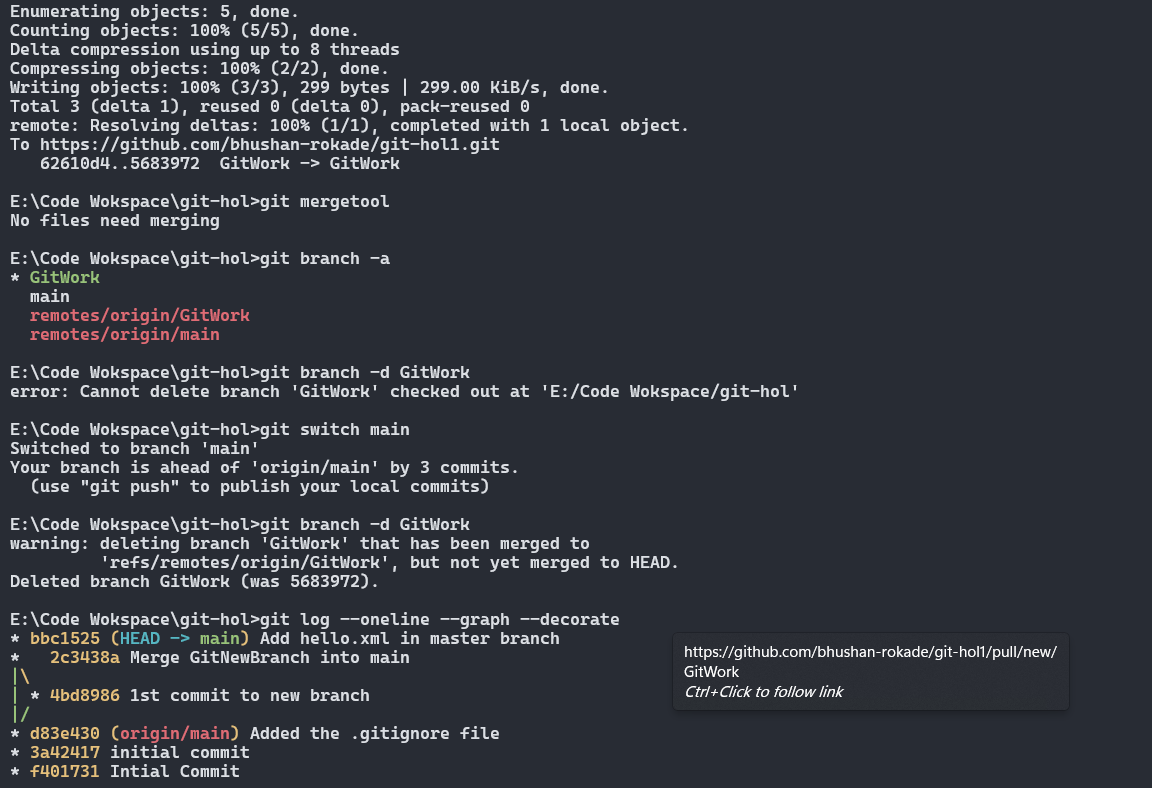 Enumerating objects: 5, done.
Counting objects: 100% (5/5), done.
Delta compression using up to 8 threads
Compressing objects: 100% (2/2), done.
Writing objects: 100% (3/3), 299 bytes | 299.00 KiB/s, done.
Total 3 (delta 1), reused 0 (delta 0), pack-reused 0
remote: Resolving deltas: 100% (1/1), completed with 1 local object.
To https://github.com/bhushan-rokade/git-hol1.git
   62610d4..5683972  GitWork -> GitWork
E:\Code Wokspace\git-hol>git mergetool
No files need merging
E:\Code Wokspace\git-hol>git branch -a
* GitWork
  main
  remotes/origin/GitWork
  remotes/origin/main
E:\Code Wokspace\git-hol>git branch -d GitWork
error: Cannot delete branch 'GitWork' checked out at 'E:/Code Wokspace/git-hol'
E:\Code Wokspace\git-hol>git switch main
Switched to branch 'main'
Your branch is ahead of 'origin/main' by 3 commits.
  (use "git push" to publish your local commits)
E:\Code Wokspace\git-hol>git branch -d GitWork
warning: deleting branch 'GitWork' that has been merged to
         'refs/remotes/origin/GitWork', but not yet merged to HEAD.
Deleted branch GitWork (was 5683972).
E:\Code Wokspace\git-hol>git log --oneline --graph --decorate
* bbc1525 (HEAD -> main) Add hello.xml in master branch
*   2c3438a Merge GitNewBranch into main
|\
| * 4bd8986 1st commit to new branch
|/
* d83e430 (origin/main) Added the .gitignore file
* 3a42417 initial commit
* f401731 Intial Commit
https://github.com/bhushan-rokade/git-hol1/pull/new/
GitWork
Ctrl+Click to follow link